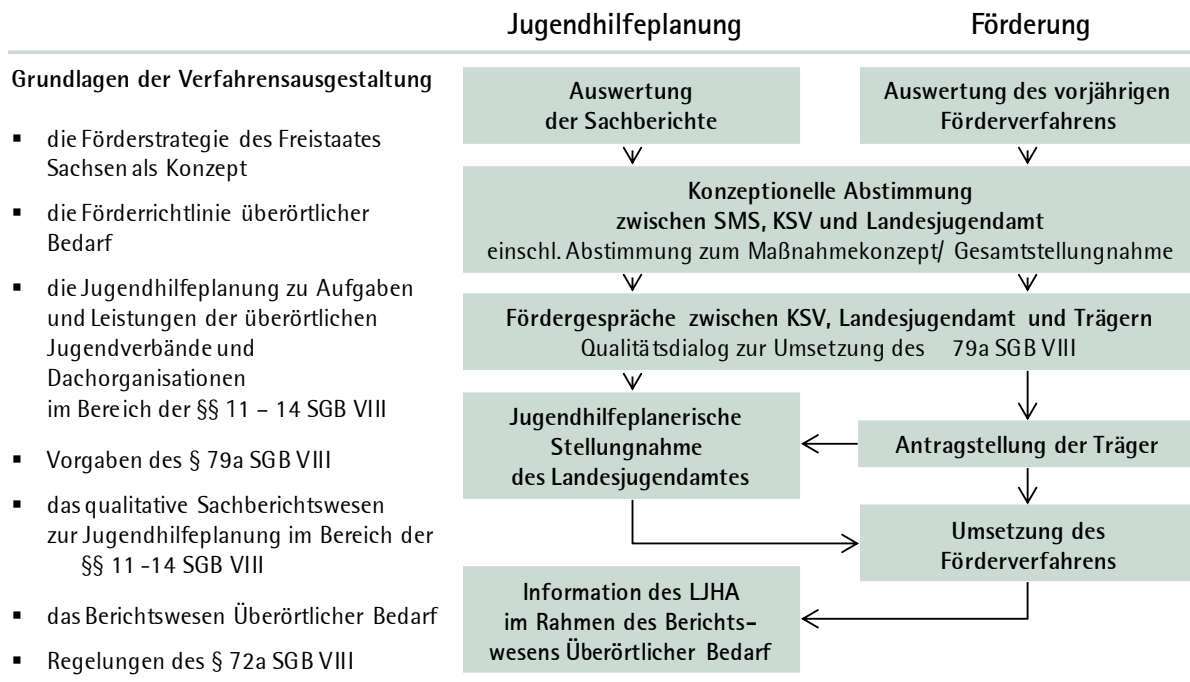 Jugendhilfeplanung
Förderung
Grundlagen der Verfahrensausgestaltung
▪ die Förderstrategie des Freistaates
Sachsen als Konzept
▪ die Förderrichtlinie überörtlicher
Bedarf
▪ die Jugendhilfeplanung zu Aufgaben
und Leistungen der überörtlichen
Jugendverbände und
Dachorganisationen
im Bereich der §§ 11 – 14 SGB VIII
▪ Vorgaben des § 79a SGB VIII
▪ das qualitative Sachberichtswesen
zur Jugendhilfeplanung im Bereich der
§§ 11 -14 SGB VIII
▪ das Berichtswesen Überörtlicher Bedarf
▪ Regelungen des § 72a SGB VIII
Auswertung
der Sachberichte
Auswertung des vorjährigen
Förderverfahrens
Konzeptionelle Abstimmung
zwischen SMS, KSV und Landesjugendamt
einschl. Abstimmung zum Maßnahmekonzept/ Gesamtstellungnahme
Fördergespräche zwischen KSV, Landesjugendamt und Trägern
Qualitätsdialog zur Umsetzung des 79a SGB VIII
Jugendhilfeplanerische
Stellungnahme
des Landesjugendamtes
Antragstellung der Träger
Umsetzung des
Förderverfahrens
Information des LJHA
im Rahmen des Berichts-
wesens Überörtlicher Bedarf